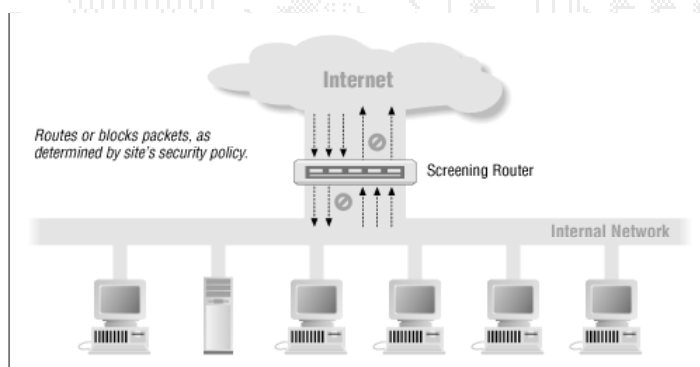 Internet
Routes or blocks packets, as
determined by site's security policy.
Screening Router
Internal Network